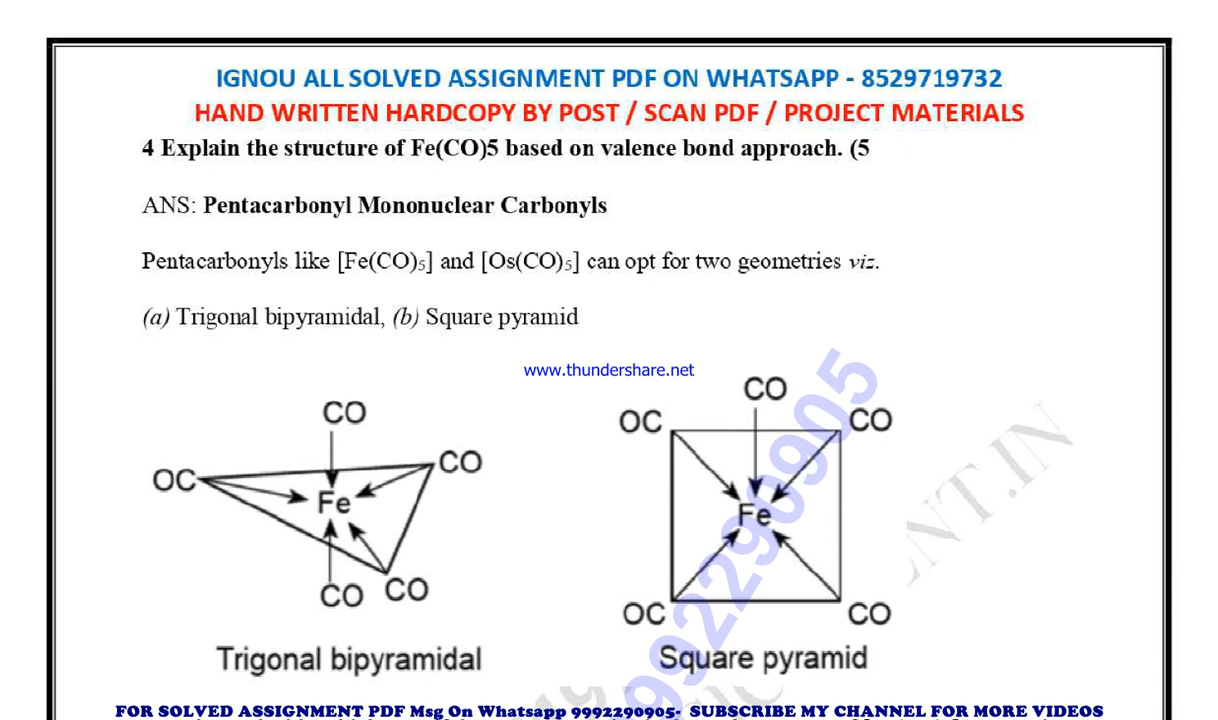 IGNOU ALL SOLVED ASSIGNMENT PDF ON WHATSAPP - 8529719732
HAND WRITTEN HARDCOPY BY POST / SCAN PDF / PROJECT MATERIALS
4 Explain the structure of Fe(CO)5 based on valence bond approach. (5
ANS: Pentacarbonyl Mononuclear Carbonyls
Pentacarbonyls like [Fe(CO)₅] and [Os(CO)₅] can opt for two geometries viz.
(a) Trigonal bipyramidal, (b) Square pyramid
www.thundershare.net
CO
OC
CO
Fe
CO
CO
Trigonal bipyramidal
CO
OC
CO
Fe
OC
CO
Square pyramid
9992290905
NT.IN
FOR SOLVED ASSIGNMENT PDF Msg On Whatsapp 9992290905- SUBSCRIBE MY CHANNEL FOR MORE VIDEOS